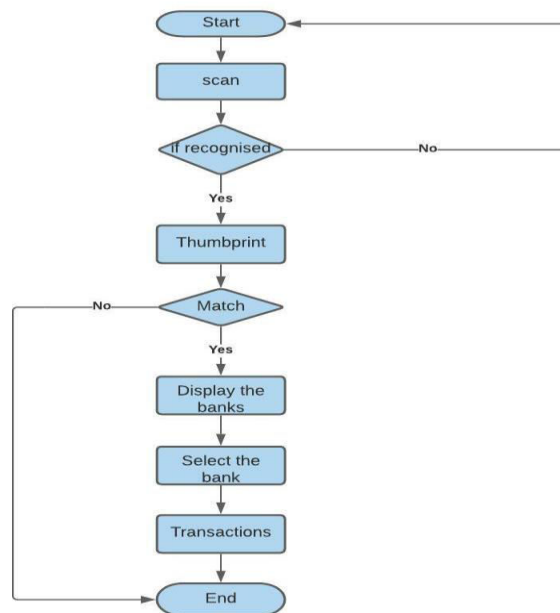 Start
scan
if recognised
No
Yes
Thumbprint
No
Match
Yes
Display the
banks
Select the
bank
Transactions
End